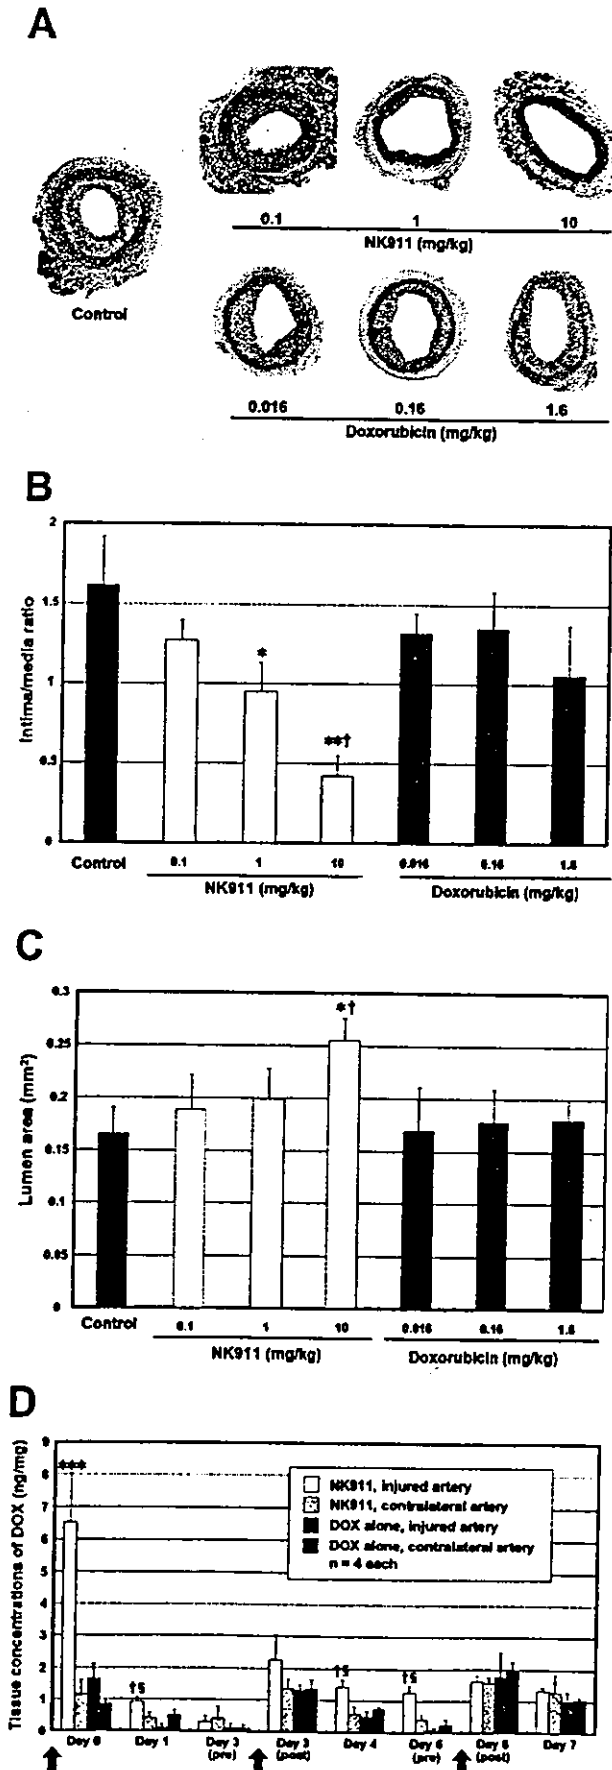 A
0.1 1 10
NK911 (mg/kg)
Control
0.016 0.16 1.6
Doxorubicin (mg/kg)
B
Intima/media ratio
2
1.5
1
0.5
0
*
**†
Control
0.1 1 10
0.016 0.16 1.6
NK911 (mg/kg)
Doxorubicin (mg/kg)
C
Lumen area (mm²)
0.3
0.25
0.2
0.15
0.1
0.05
0
*†
Control
0.1 1 10
0.016 0.16 1.6
NK911 (mg/kg)
Doxorubicin (mg/kg)
D
Tissue concentrations of DOX (ng/mg)
9
8
7
6
5
4
3
2
1
0
***
†§
†§
†§
NK911, injured artery
NK911, contralateral artery
DOX alone, injured artery
DOX alone, contralateral artery
n = 4 each
Day 0 Day 1 Day 3 (pre) Day 3 (post) Day 4 Day 6 (pre) Day 6 (post) Day 7